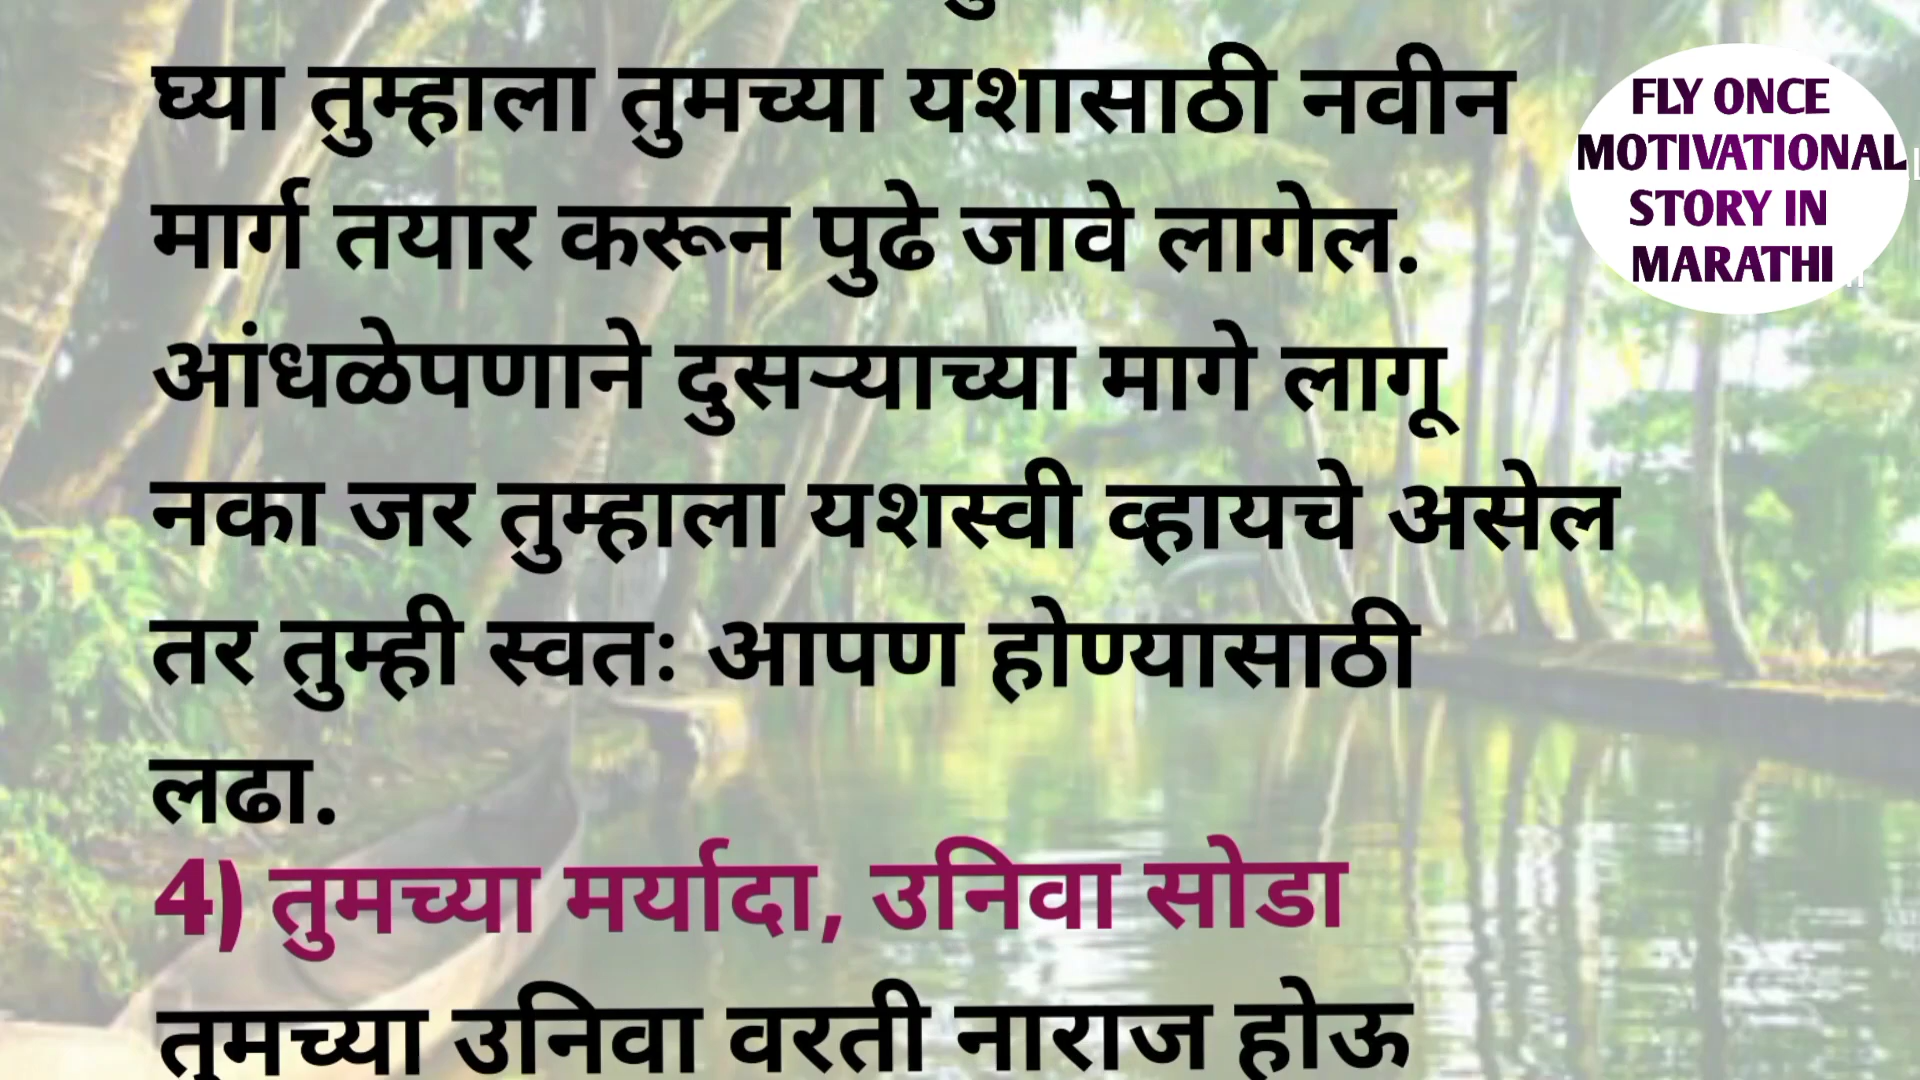 घ्या तुम्हाला तुमच्या यशासाठी नवीन
मार्ग तयार करून पुढे जावे लागेल.
आंधळेपणाने दुसऱ्याच्या मागे लागू
नका जर तुम्हाला यशस्वी व्हायचे असेल
तर तुम्ही स्वतः आपण होण्यासाठी
लढा.
4) तुमच्या मर्यादा, उनिवा सोडा
तुमच्या उनिवा वरती नाराज होऊ
FLY ONCE
MOTIVATIONAL
STORY IN
MARATHI